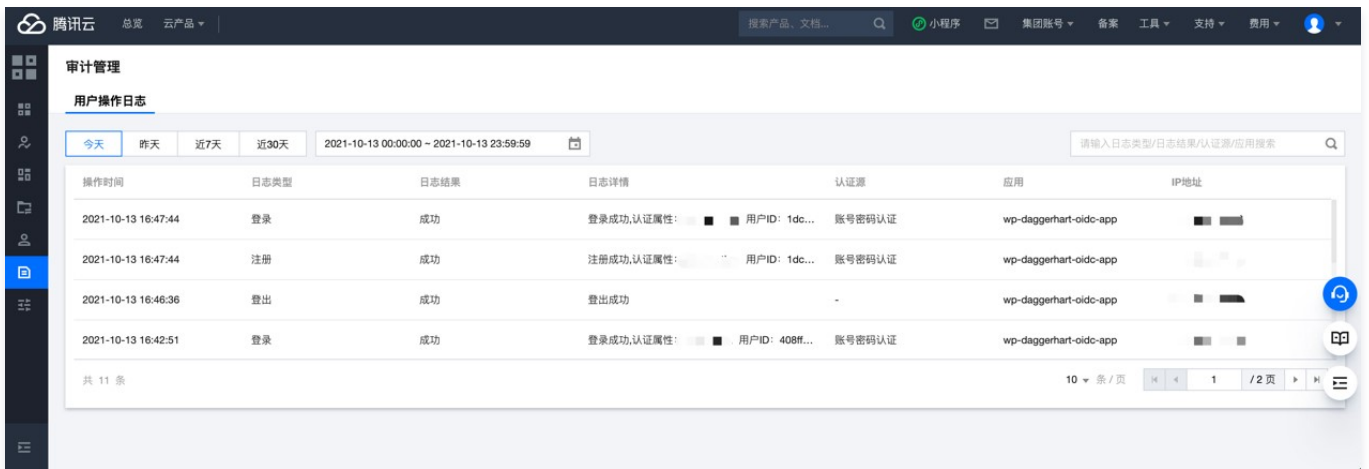 腾讯云 总览 云产品 搜索产品、文档... 小程序 集团账号 备案 工具 支持 费用
审计管理
用户操作日志
今天 昨天 近7天 近30天 2021-10-13 00:00:00 ~ 2021-10-13 23:59:59 请输入日志类型/日志结果/认证源/应用搜索
操作时间 日志类型 日志结果 日志详情 认证源 应用 IP地址
2021-10-13 16:47:44 登录 成功 登录成功,认证属性: 用户ID: 1dc... 账号密码认证 wp-daggerhart-oidc-app
2021-10-13 16:47:44 注册 成功 注册成功,认证属性: 用户ID: 1dc... 账号密码认证 wp-daggerhart-oidc-app
2021-10-13 16:46:36 登出 成功 登出成功 - wp-daggerhart-oidc-app
2021-10-13 16:42:51 登录 成功 登录成功,认证属性: 用户ID: 408ff... 账号密码认证 wp-daggerhart-oidc-app
共 11 条 10 条 / 页 1 / 2 页